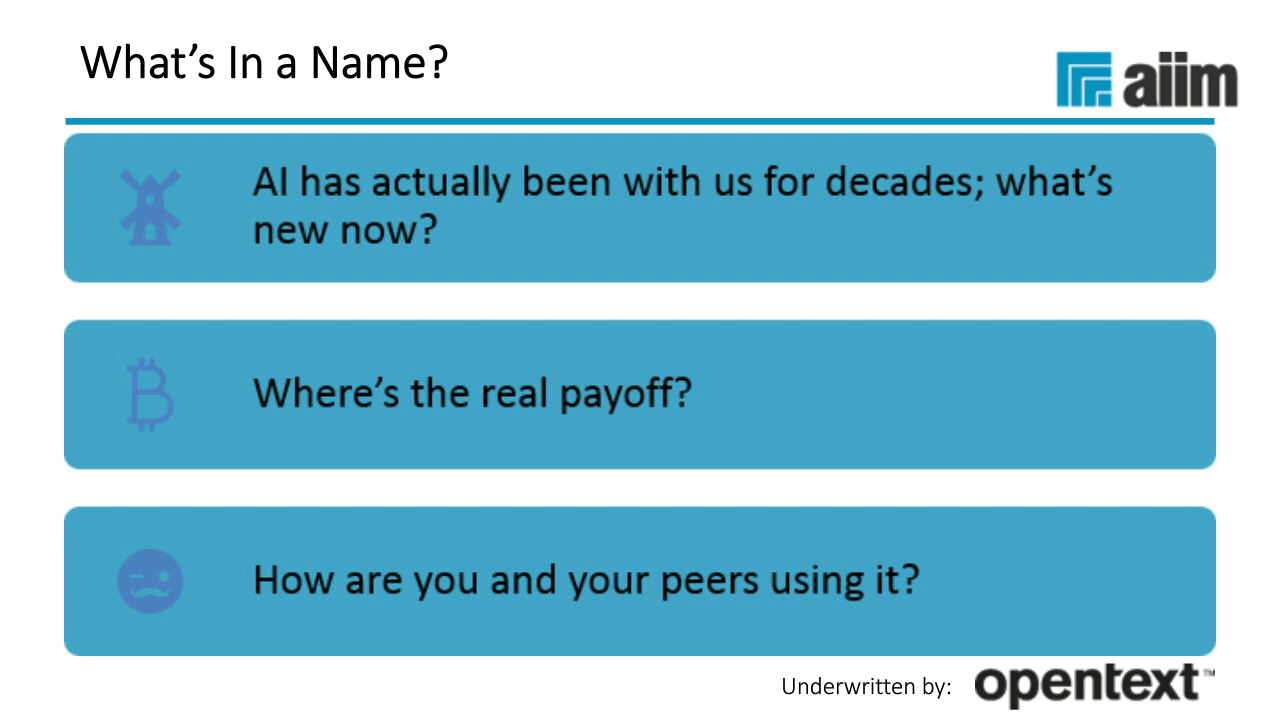 What’s In a Name?
aiim
AI has actually been with us for decades; what’s
new now?
Where’s the real payoff?
How are you and your peers using it?
Underwritten by:
opentext™